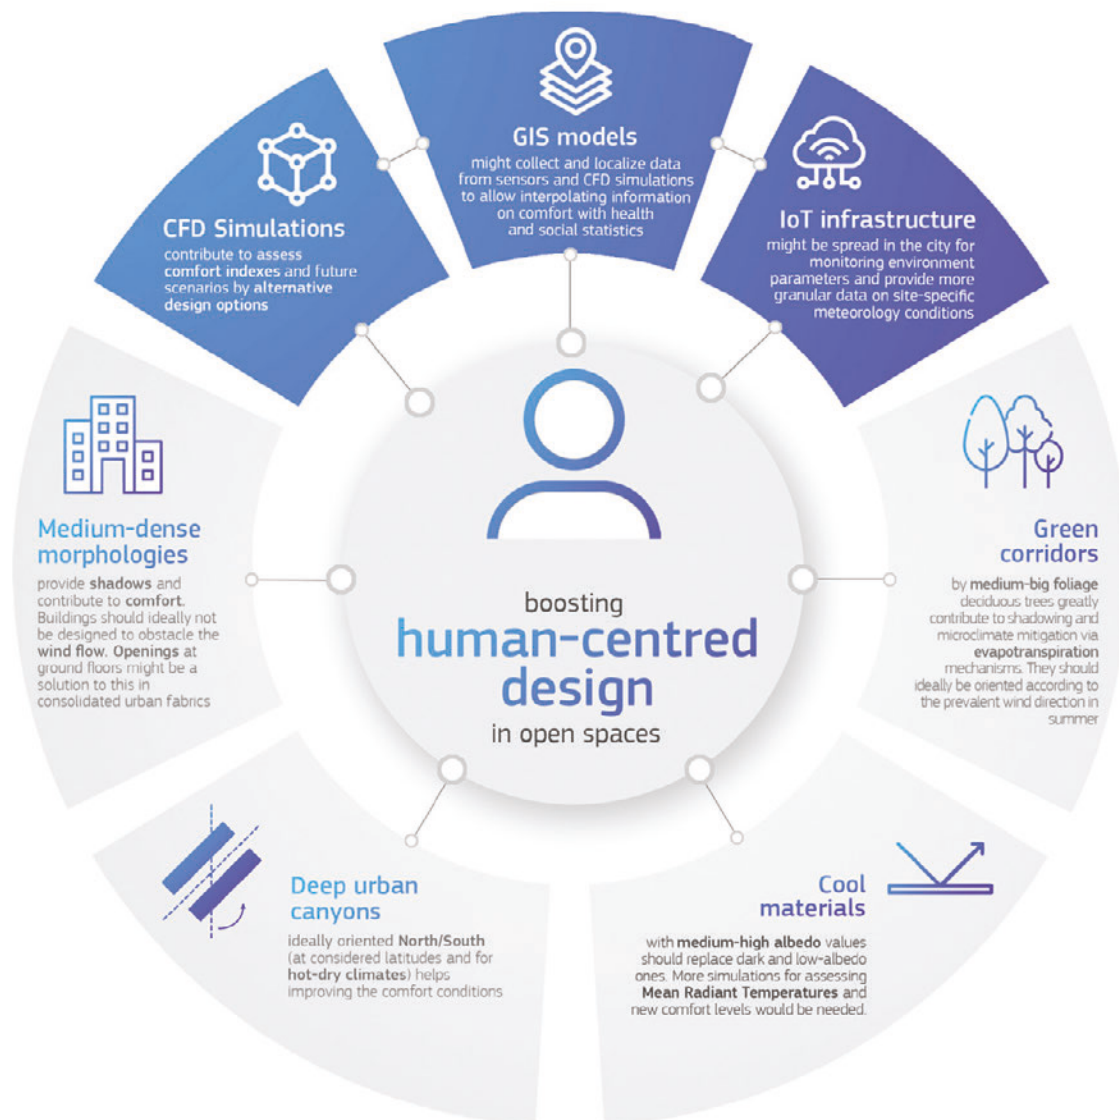 GIS models
might collect and localize data
from sensors and CFD simulations
to allow interpolating information
on comfort with health
and social statistics
CFD Simulations
contribute to assess
comfort indexes and future
scenarios by alternative
design options
IoT infrastructure
might be spread in the city for
monitoring environment
parameters and provide more
granular data on site-specific
meteorology conditions
Medium-dense
morphologies
provide shadows and
contribute to comfort.
Buildings should ideally not
be designed to obstacle the
wind flow. Openings at
ground floors might be a
solution to this in
consolidated urban fabrics
boosting
human-centred
design
in open spaces
Green
corridors
by medium-big foliage
deciduous trees greatly
contribute to shadowing and
microclimate mitigation via
evapotranspiration
mechanisms. They should
ideally be oriented according to
the prevalent wind direction in
summer
Deep urban
canyons
ideally oriented North/South
(at considered latitudes and for
hot-dry climates) helps
improving the comfort conditions
Cool
materials
with medium-high albedo values
should replace dark and low-albedo
ones. More simulations for assessing
Mean Radiant Temperatures and
new comfort levels would be needed.